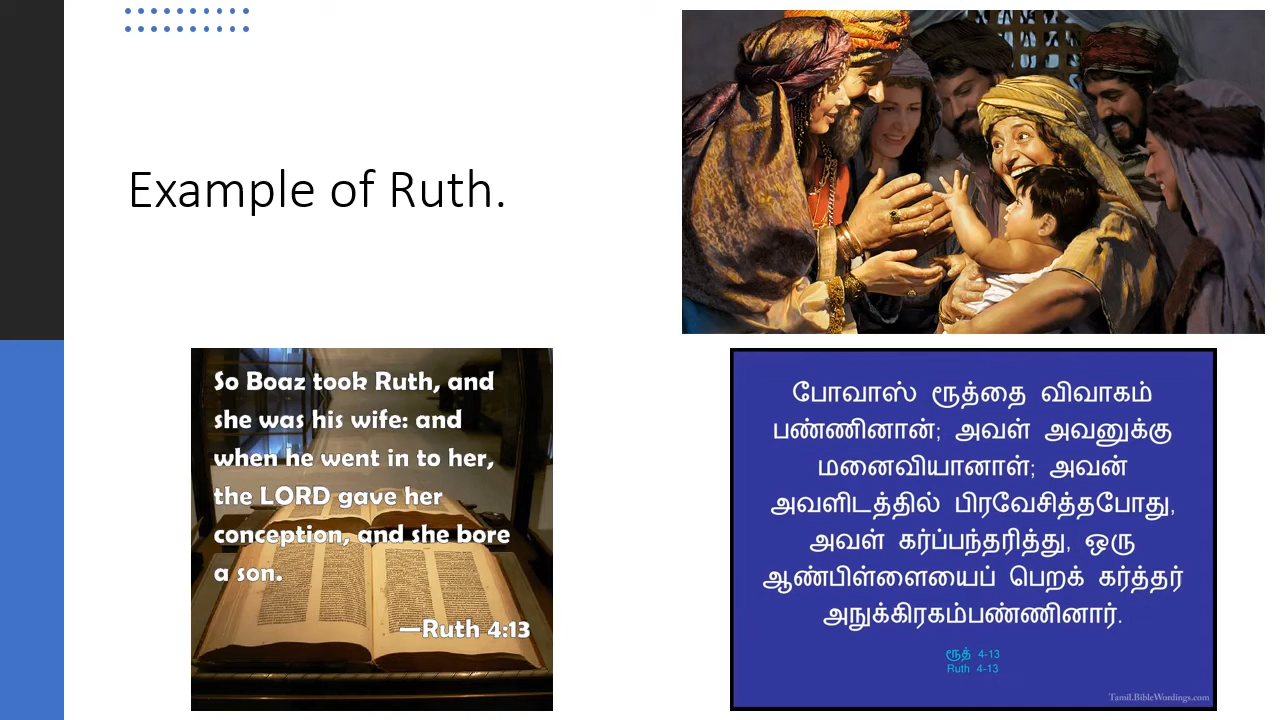 Example of Ruth.
So Boaz took Ruth, and
she was his wife: and
when he went in to her,
the LORD gave her
conception, and she bore
a son.
—Ruth 4:13
போவாஸ் ரூத்தை விவாகம்
பண்ணினான்; அவள் அவனுக்கு
மனைவியானாள்; அவன்
அவளிடத்தில் பிரவேசித்தபோது,
அவள் கர்ப்பந்தரித்து, ஒரு
ஆண்பிள்ளையைப் பெறக் கர்த்தர்
அநுக்கிரகம்பண்ணினார்.
ரூத் 4-13
Ruth 4-13
Tamil.BibleWordings.com